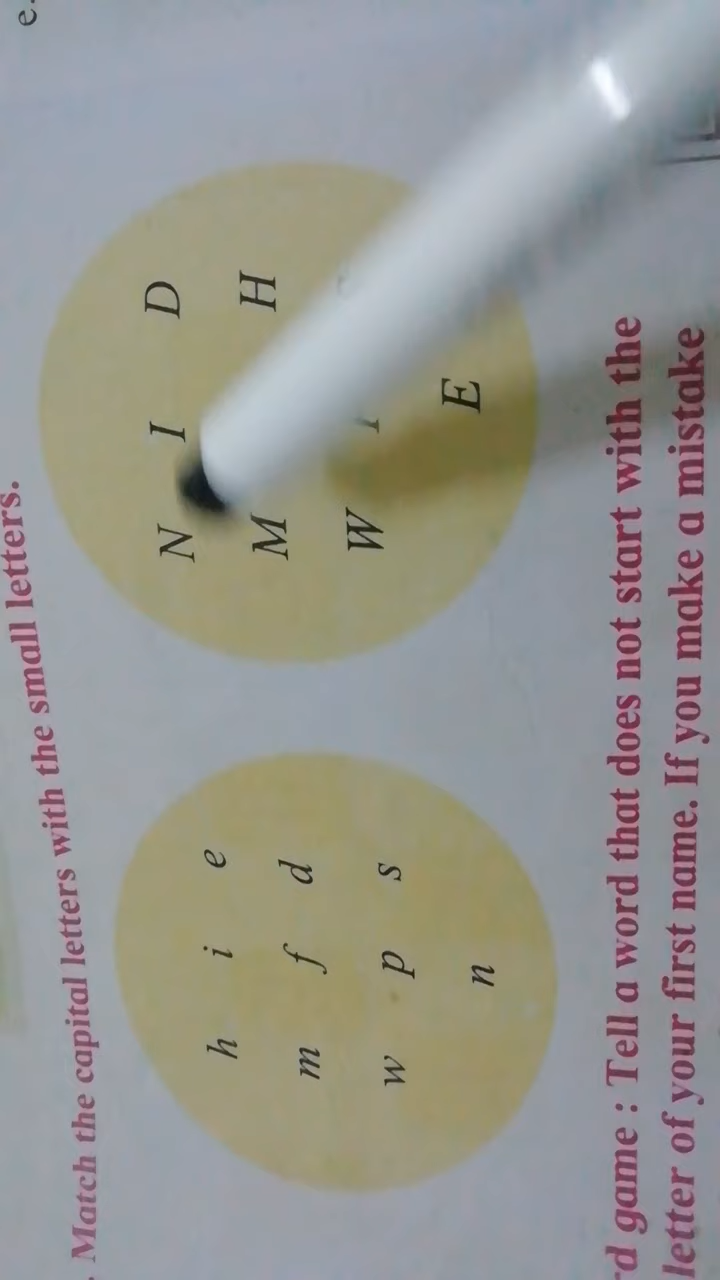 e.
. Match the capital letters with the small letters.
h i e
m f d
w p s
n
N I D
M H
W
E
rd game : Tell a word that does not start with the
letter of your first name. If you make a mistake